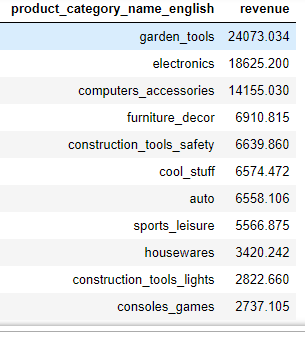 product_category_name_english revenue
garden_tools 24073.034
electronics 18625.200
computers_accessories 14155.030
furniture_decor 6910.815
construction_tools_safety 6639.860
cool_stuff 6574.472
auto 6558.106
sports_leisure 5566.875
housewares 3420.242
construction_tools_lights 2822.660
consoles_games 2737.105